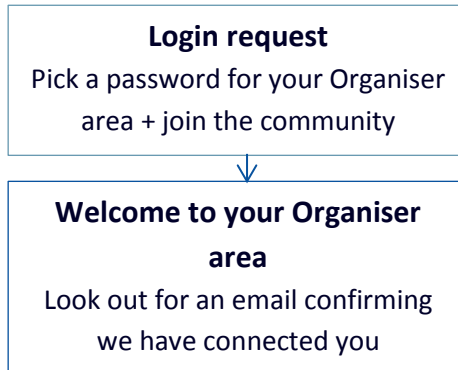 Login request
Pick a password for your Organiser
area + join the community
Welcome to your Organiser
area
Look out for an email confirming
we have connected you